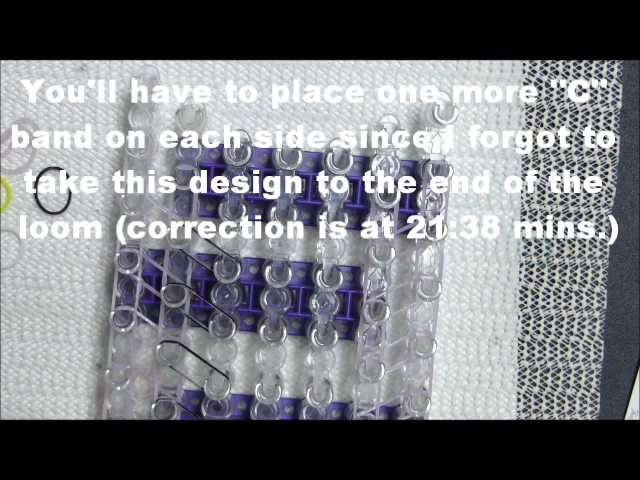 You'll have to place one more "C"
band on each side since I forgot to
take this design to the end of the
loom (correction is at 21:38 mins.)